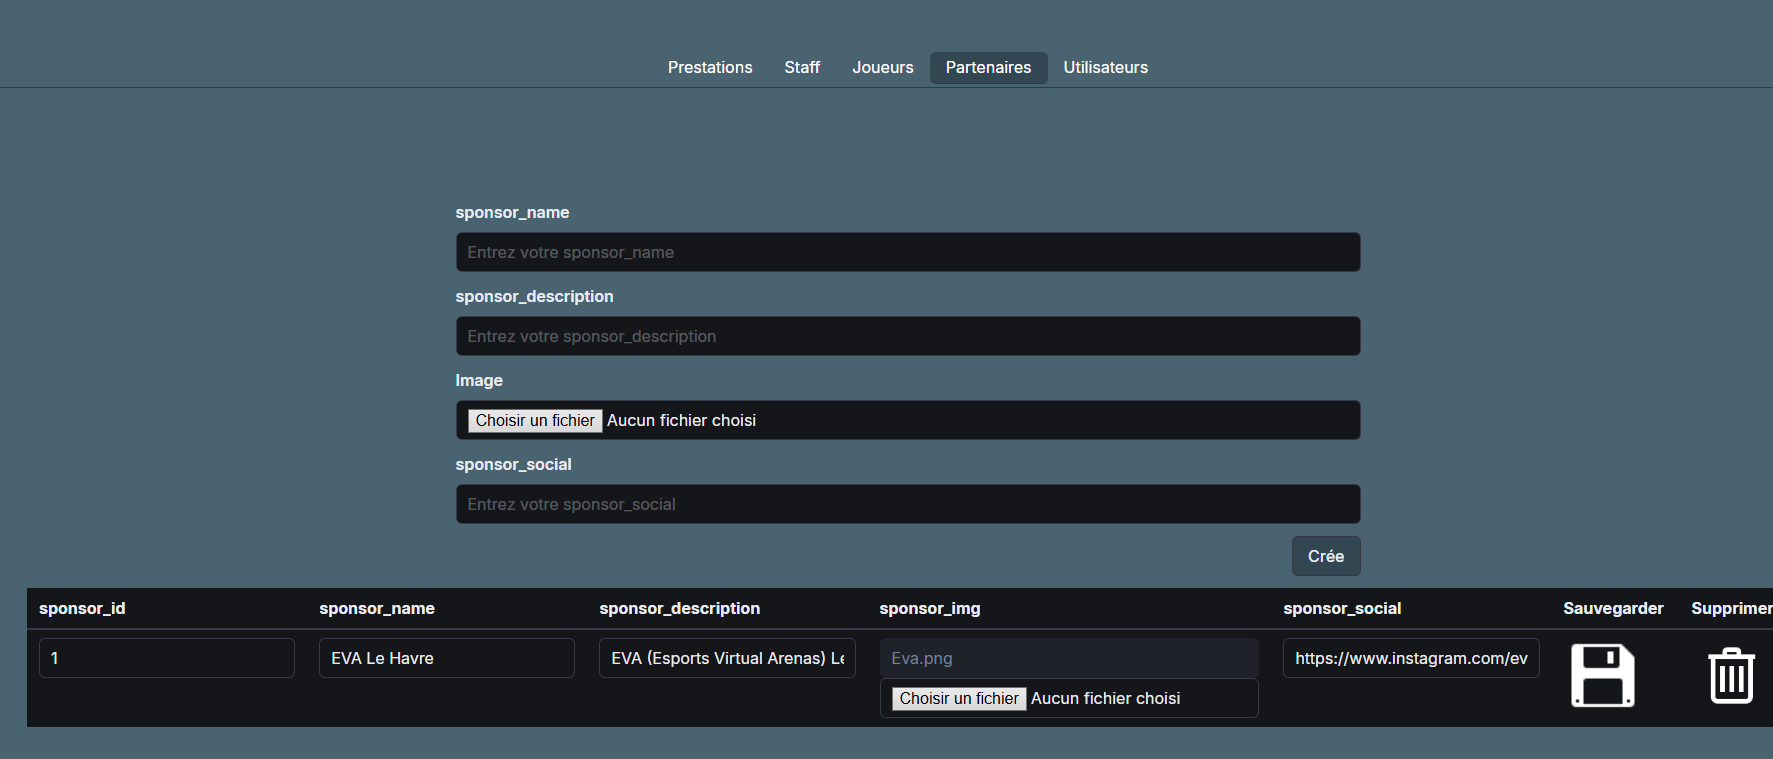 Prestations Staff Joueurs Partenaires Utilisateurs
sponsor_name
Entrez votre sponsor_name
sponsor_description
Entrez votre sponsor_description
Image
Choisir un fichier Aucun fichier choisi
sponsor_social
Entrez votre sponsor_social
Crée
sponsor_id sponsor_name sponsor_description sponsor_img sponsor_social Sauvegarder Supprimer
1 EVA Le Havre EVA (Esports Virtual Arenas) Le Eva.png https://www.instagram.com/ev
Choisir un fichier Aucun fichier choisi